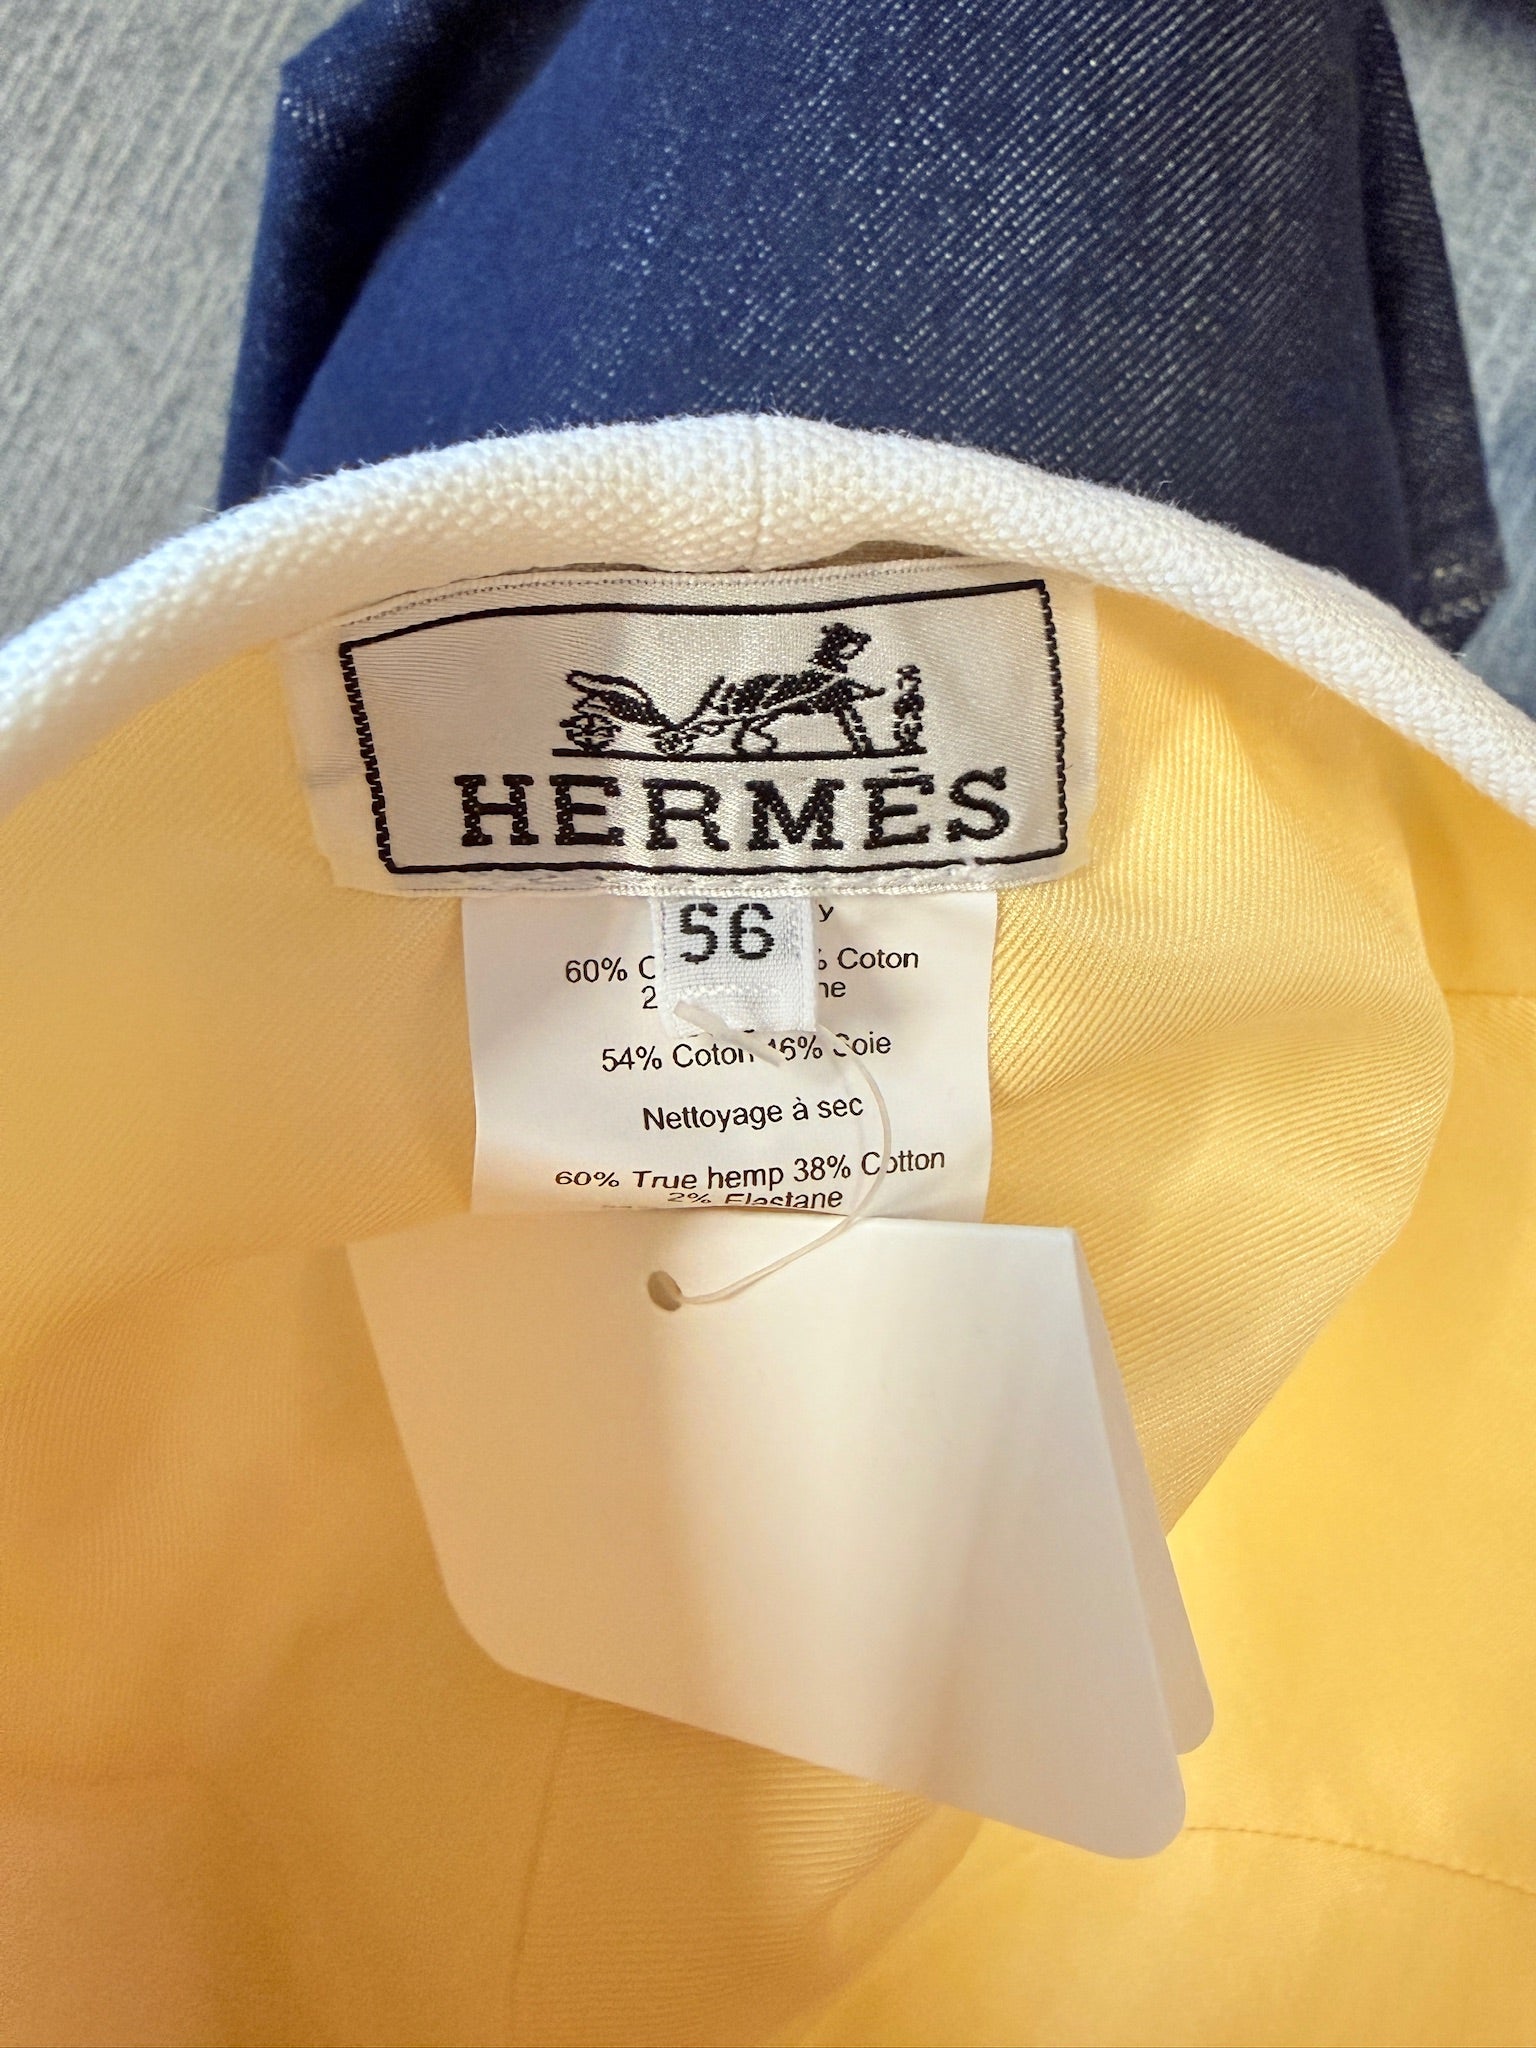 HERMÈS
56
y
60% C % Coton
2 ne
54% Coton 46% Soie
Nettoyage à sec
60% True hemp 38% Cotton
2% Elastane